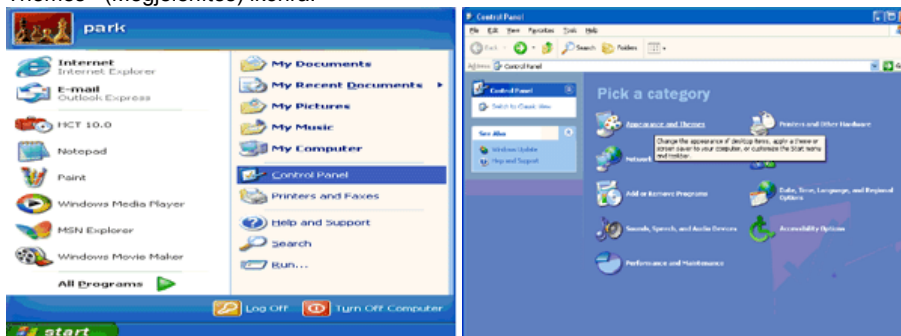 Themes" (Megjelenítés) ikonra.
park
Internet
Internet Explorer
E-mail
Outlook Express
HCT 10.0
Notepad
Paint
Windows Media Player
MSN Explorer
Windows Movie Maker
All Programs
My Documents
My Recent Documents
My Pictures
My Music
My Computer
Control Panel
Printers and Faxes
Help and Support
Search
Run...
Log Off
Turn Off Computer
start
Control Panel
File Edit View Favorites Tools Help
Back Search Folders
Address Control Panel Go
Control Panel
Switch to Classic View
See Also
Windows Update
Help and Support
Pick a category
Appearance and Themes
Printers and Other Hardware
Change the appearance of desktop items, apply a theme or
screen saver to your computer, or customize the Start menu
and taskbar.
Network
Add or Remove Programs
Date, Time, Language, and Regional
Options
Sounds, Speech, and Audio Devices
Accessibility Options
Performance and Maintenance